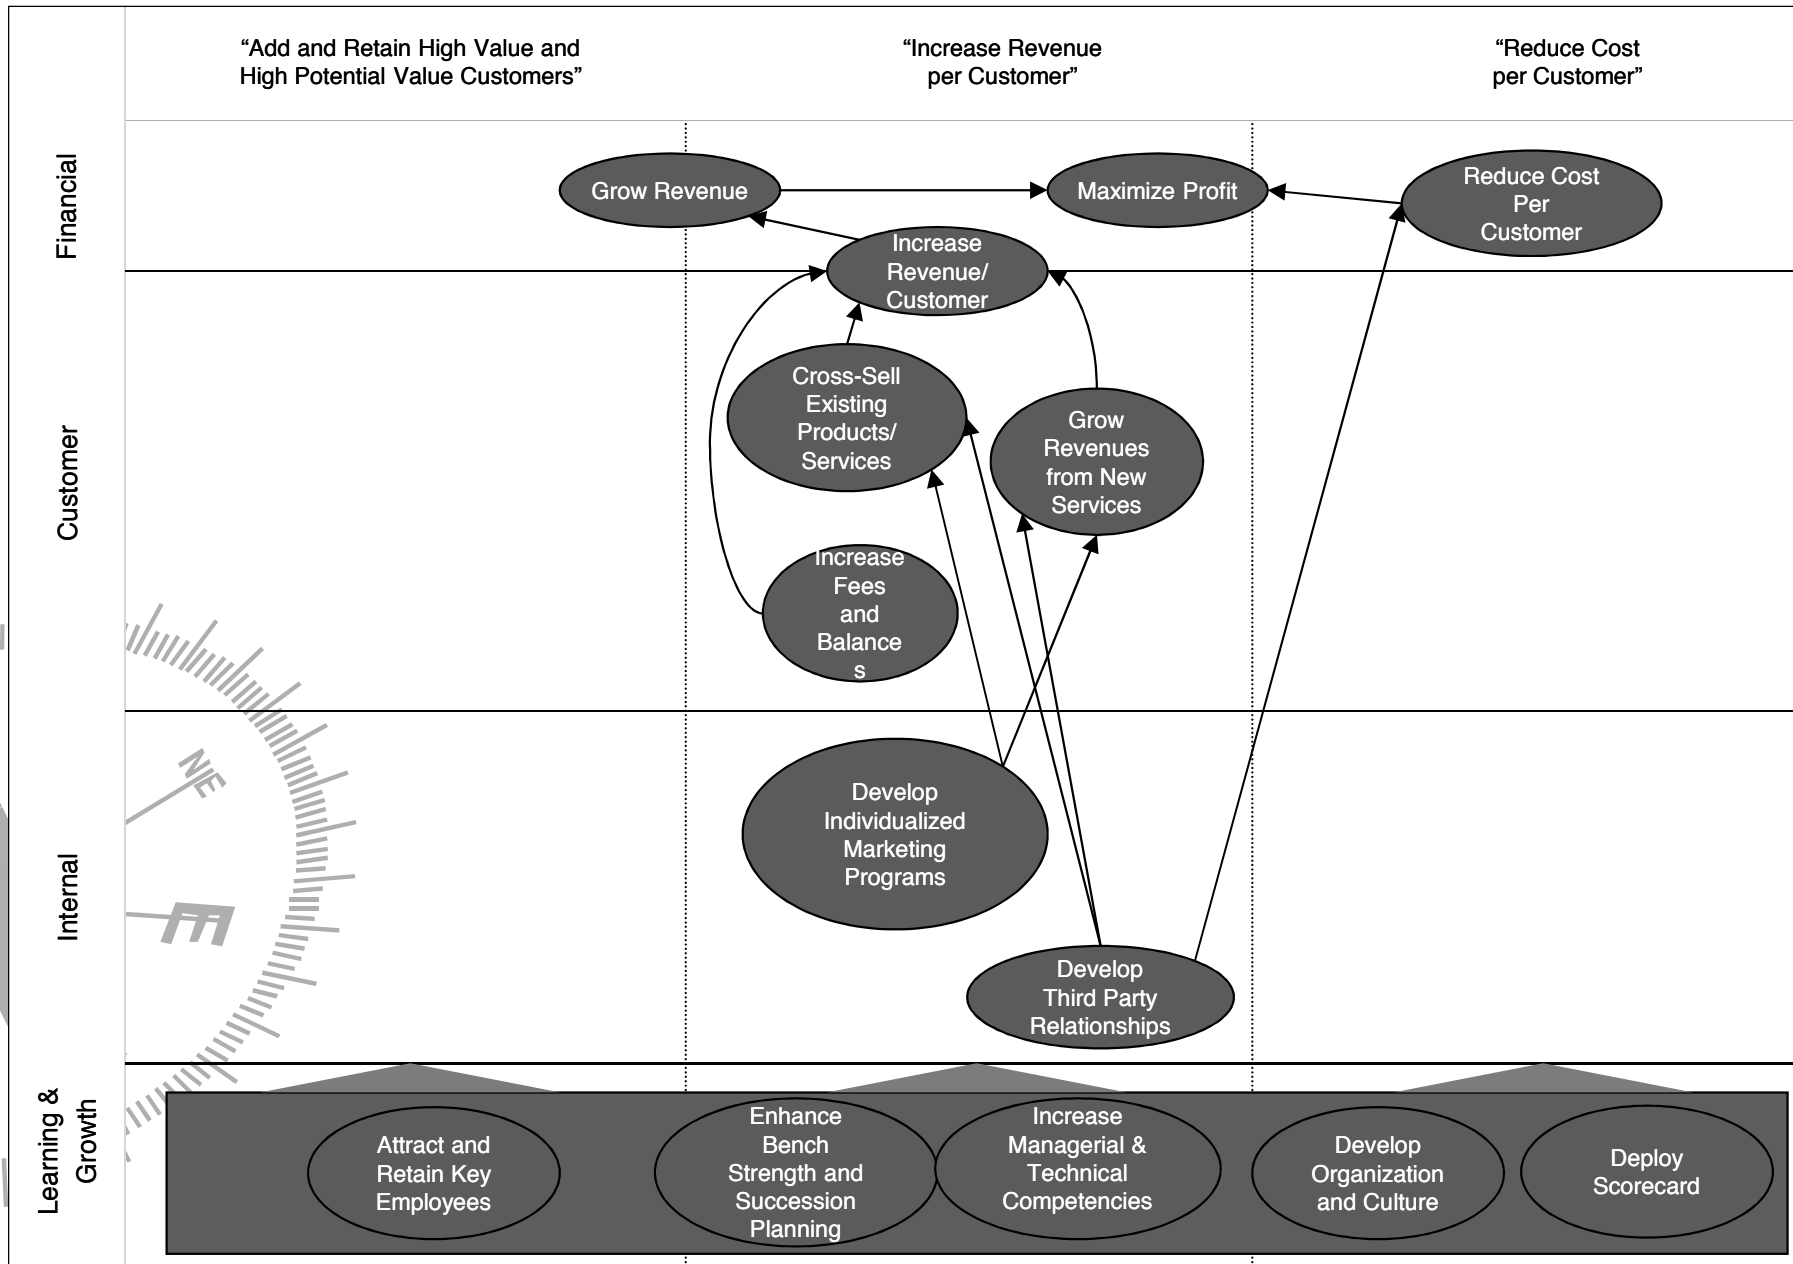 “Add and Retain High Value and
High Potential Value Customers”
“Increase Revenue
per Customer”
“Reduce Cost
per Customer”
Financial
Grow Revenue
Maximize Profit
Reduce Cost
Per
Customer
Increase
Revenue/
Customer
Customer
Cross-Sell
Existing
Products/
Services
Grow
Revenues
from New
Services
Increase
Fees
and
Balance
s
Internal
NE
E
Develop
Individualized
Marketing
Programs
Develop
Third Party
Relationships
Learning &
Growth
Attract and
Retain Key
Employees
Enhance
Bench
Strength and
Succession
Planning
Increase
Managerial &
Technical
Competencies
Develop
Organization
and Culture
Deploy
Scorecard